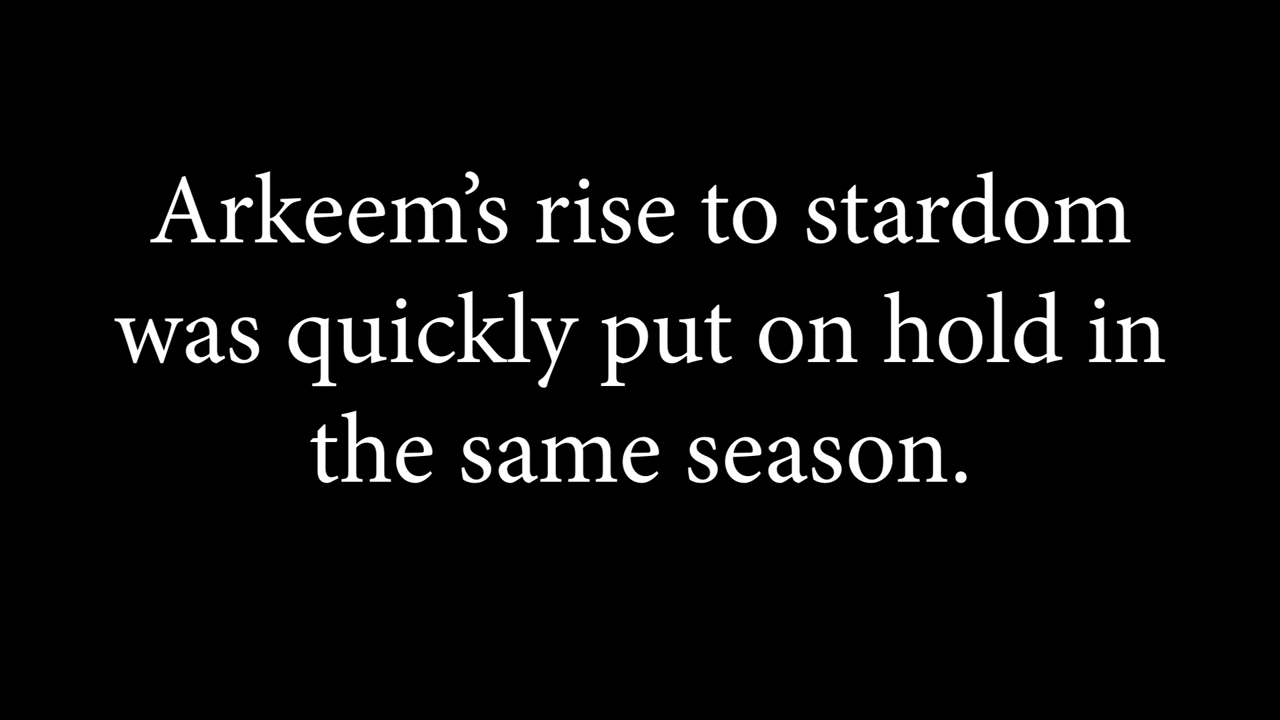 Arkeem’s rise to stardom
was quickly put on hold in
the same season.